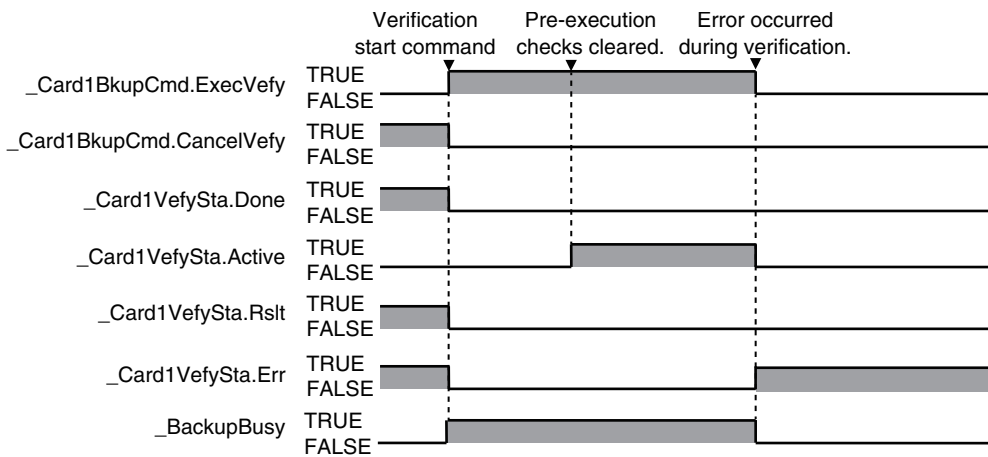 Verification
start command
Pre-execution
checks cleared.
Error occurred
during verification.
_Card1BkupCmd.ExecVefy
TRUE
FALSE
_Card1BkupCmd.CancelVefy
TRUE
FALSE
_Card1VefySta.Done
TRUE
FALSE
_Card1VefySta.Active
TRUE
FALSE
_Card1VefySta.Rslt
TRUE
FALSE
_Card1VefySta.Err
TRUE
FALSE
_BackupBusy
TRUE
FALSE